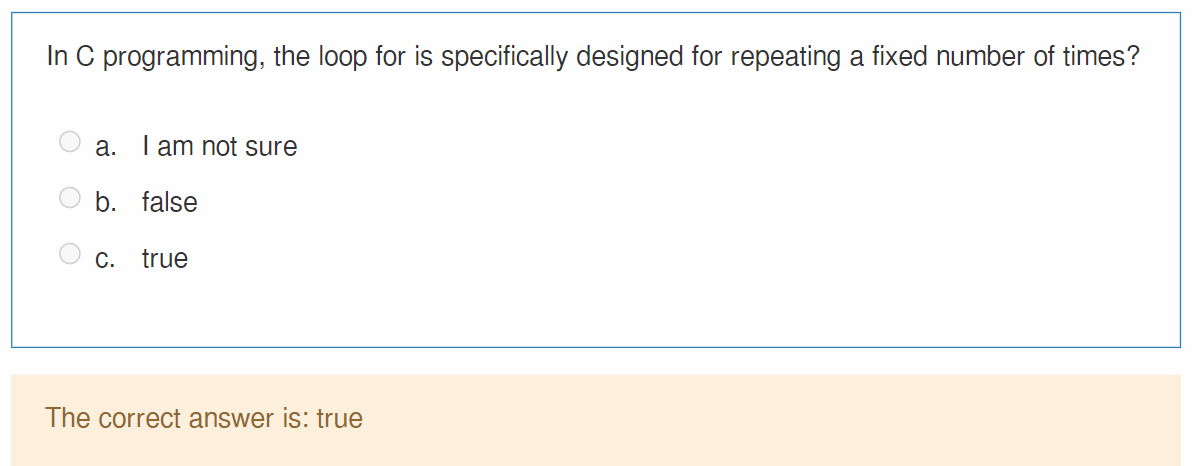 In C programming, the loop for is specifically designed for repeating a fixed number of times?
a. I am not sure
b. false
c. true
The correct answer is: true